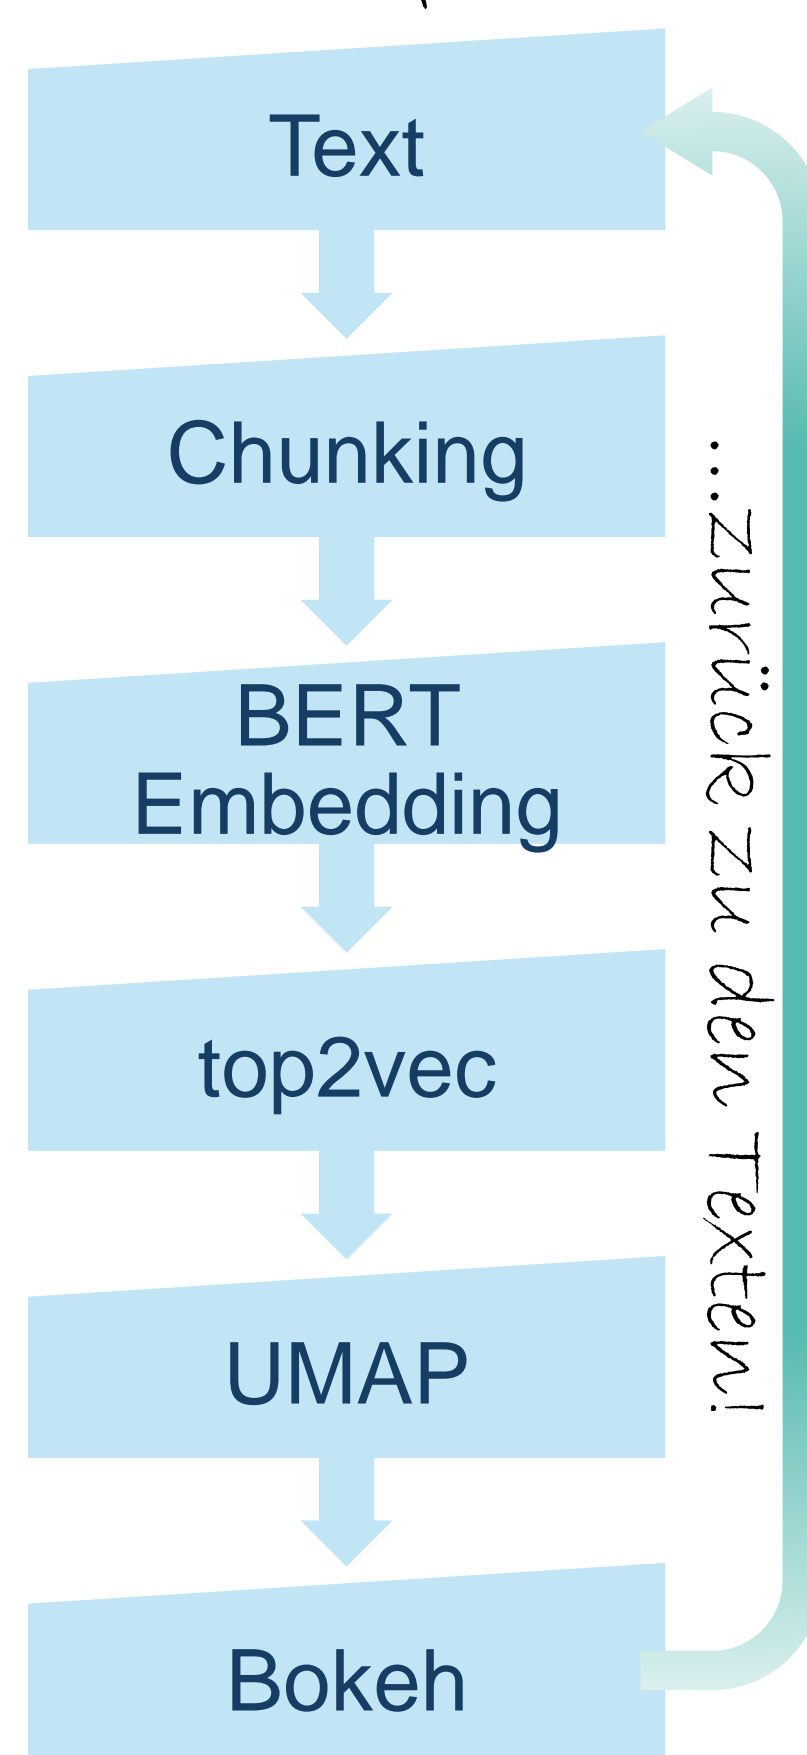 Text
Chunking
BERT
Embedding
top2vec
UMAP
Bokeh
...zurück zu den Texten!